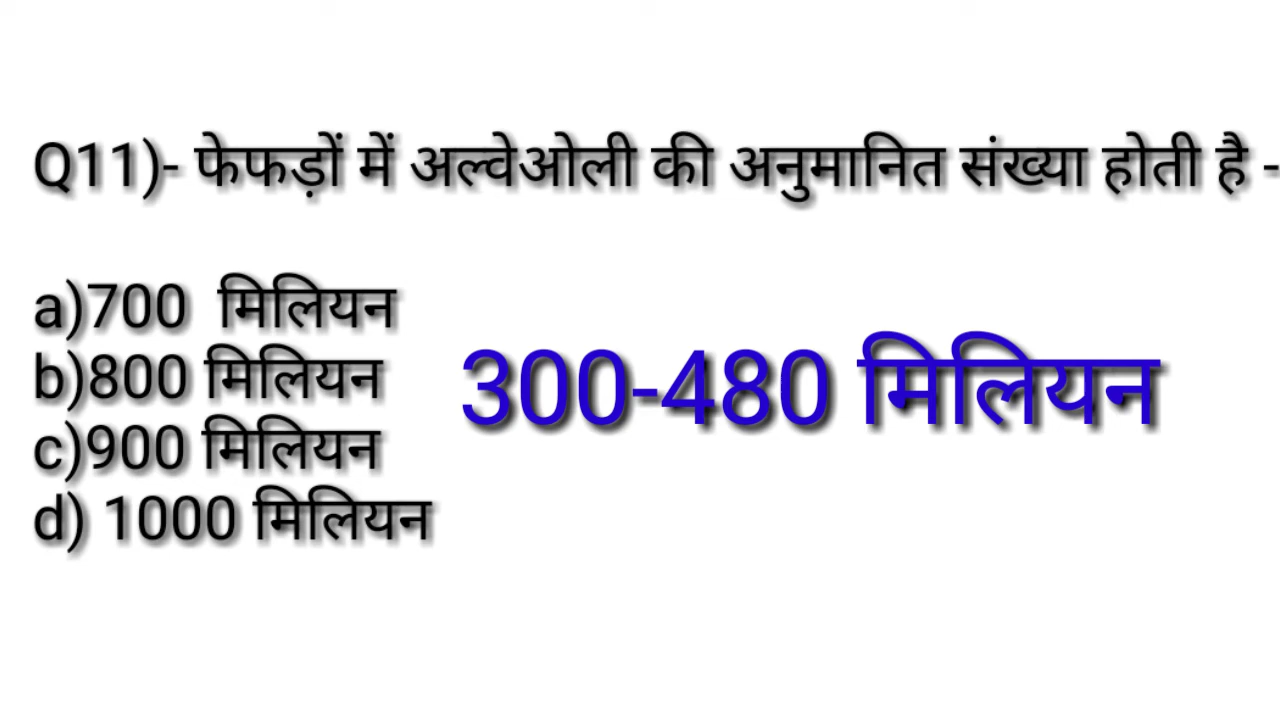 Q11)- फेफड़ों में अल्वेओली की अनुमानित संख्या होती है -
a)700 मिलियन
b)800 मिलियन
c)900 मिलियन
d) 1000 मिलियन
300-480 मिलियन